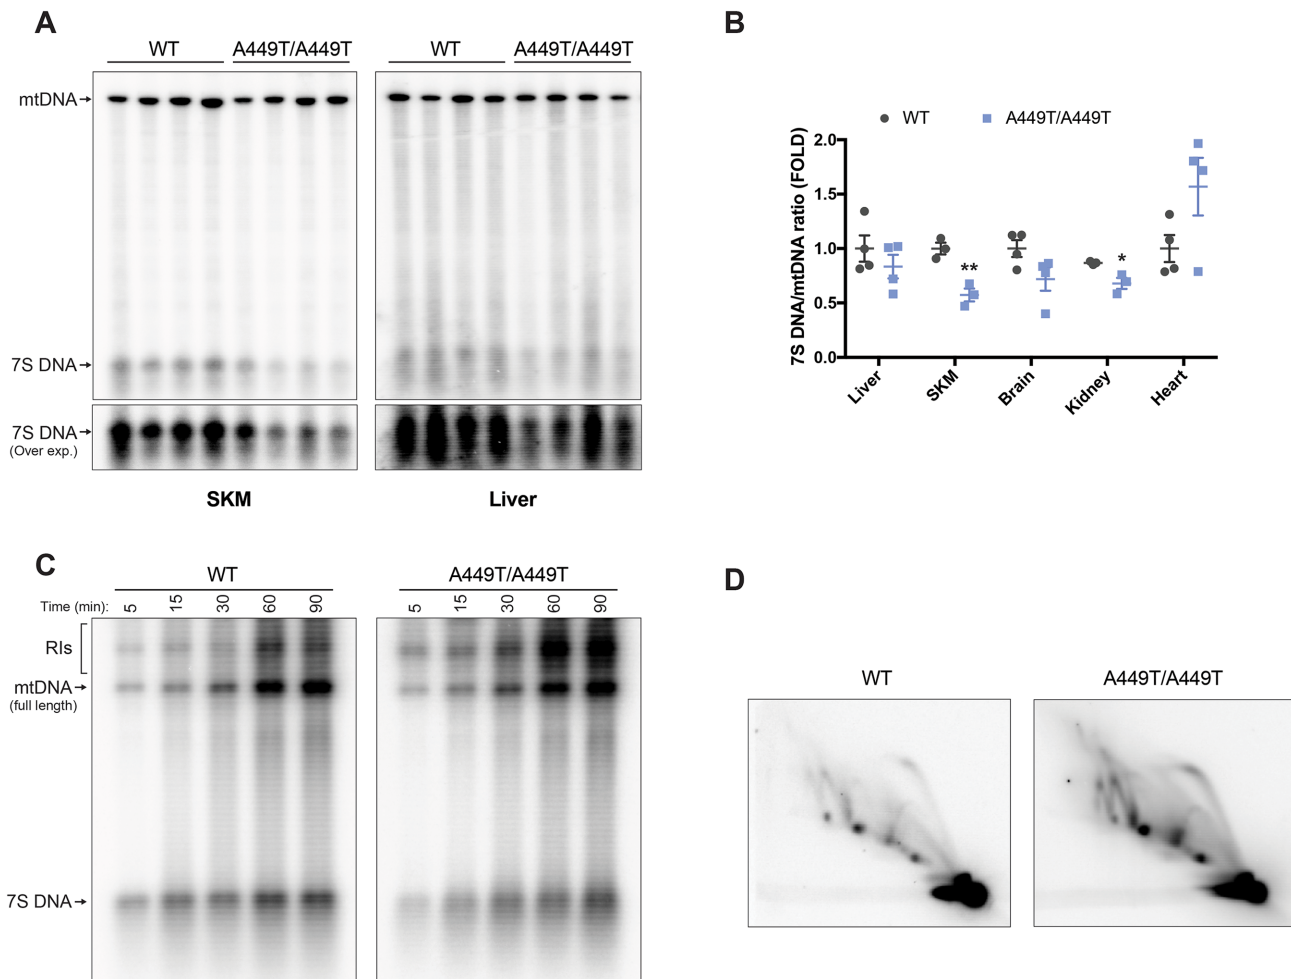 A
WT A449T/A449T WT A449T/A449T
mtDNA
7S DNA
7S DNA
(Over exp.)
SKM Liver
B
WT A449T/A449T
7S DNA/mtDNA ratio (FOLD)
2.0
1.5
1.0
0.5
0.0
**
*
Liver SKM Brain Kidney Heart
C
WT A449T/A449T
Time (min): 5 15 30 60 90 5 15 30 60 90
RIs
mtDNA
(full length)
7S DNA
D
WT A449T/A449T